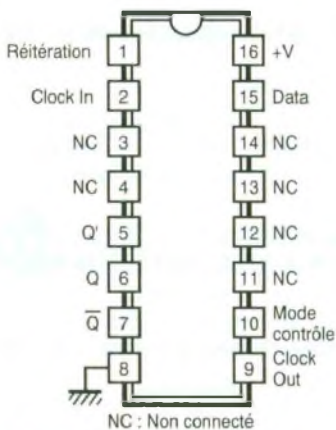 Réitération 1 16 +V
Clock In 2 15 Data
NC 3 14 NC
NC 4 13 NC
Q' 5 12 NC
Q 6 11 NC
Q̅ 7 10 Mode
contrôle
8 9 Clock
Out
NC : Non connecté